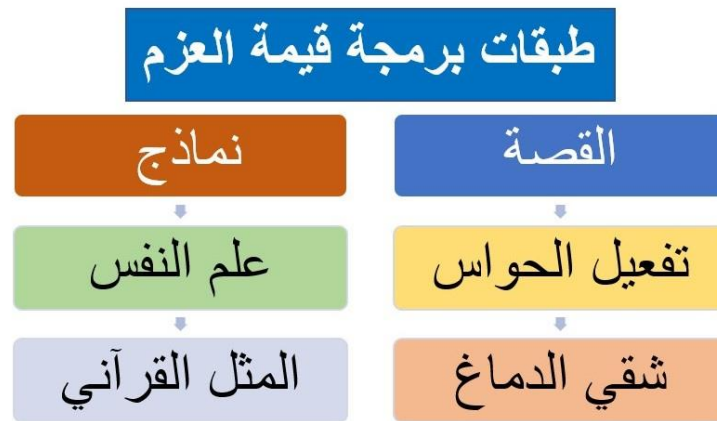 طبقات برمجة قيمة العزم
القصة
تفعيل الحواس
شقي الدماغ
نماذج
علم النفس
المثل القرآني